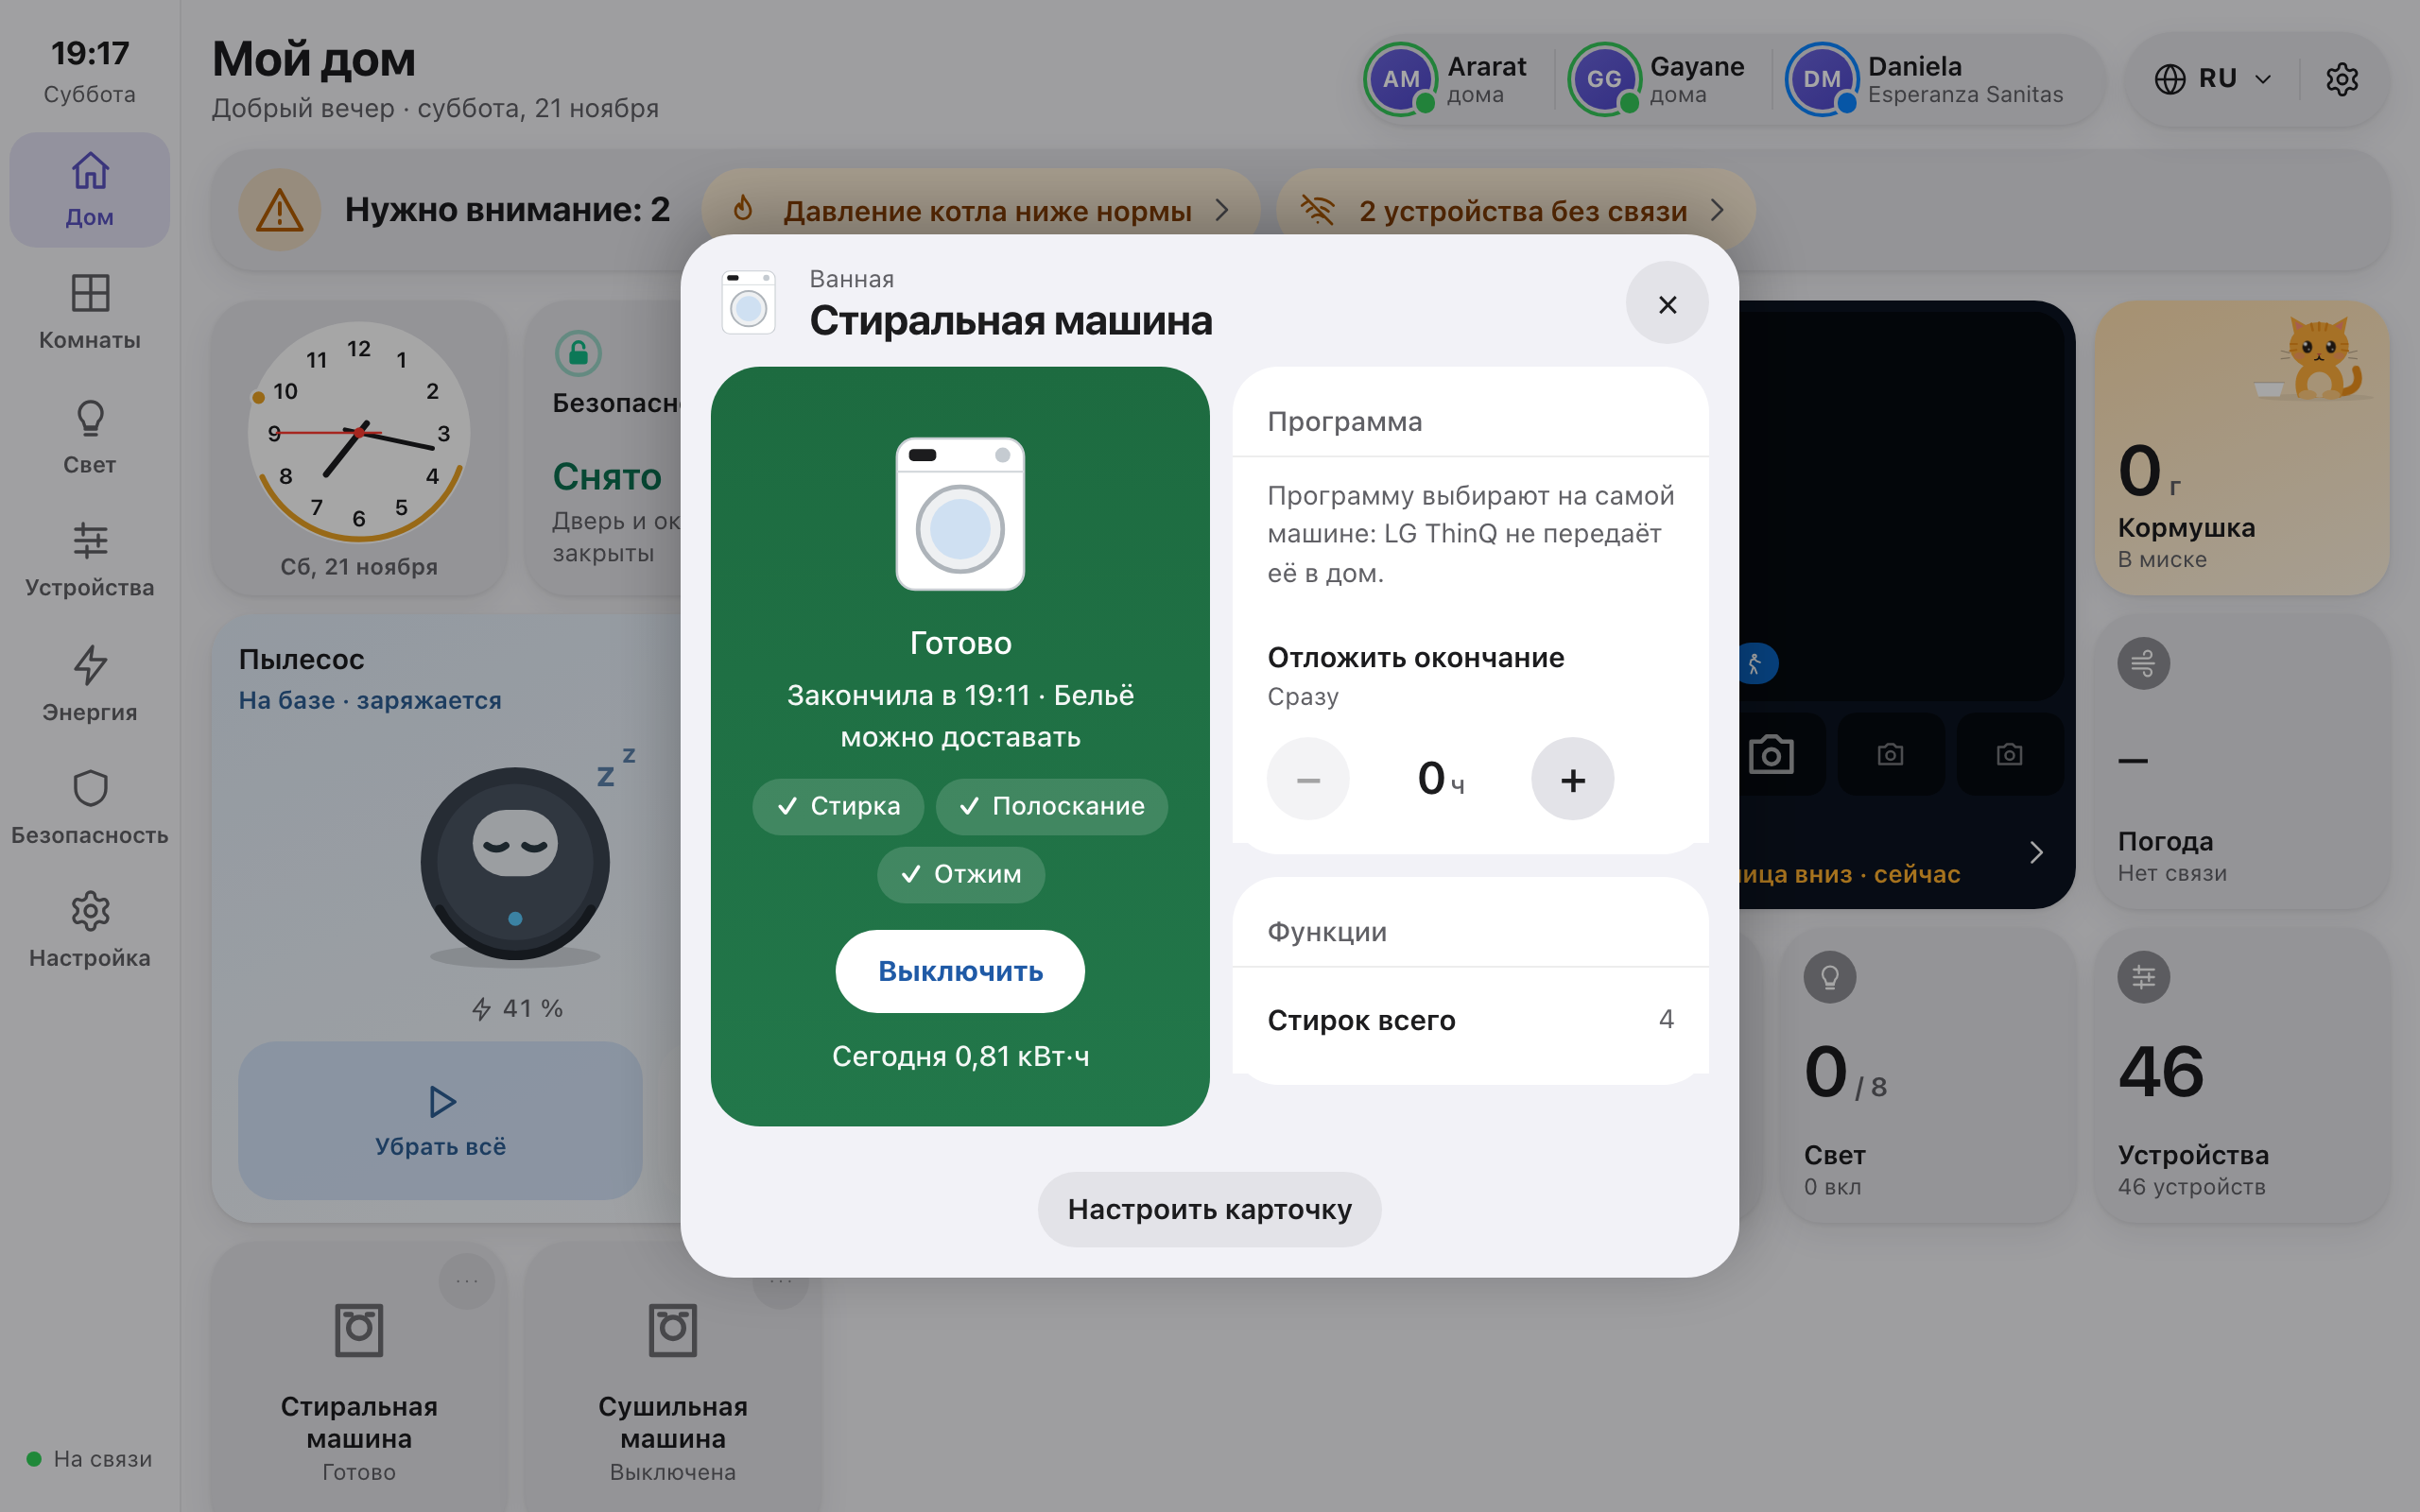 19:17
Суббота
Дом
Комнаты
Свет
Устройства
Энергия
Безопасность
Настройка
На связи
Мой дом
Добрый вечер · суббота, 21 ноября
AM
Ararat
дома
GG
Gayane
дома
DM
Daniela
Esperanza Sanitas
RU
Нужно внимание: 2
Давление котла ниже нормы
2 устройства без связи
12
1
2
3
4
5
6
7
8
9
10
11
Сб, 21 ноября
Снято
закрыты
Пылесос
На базе · заряжается
z
z
41 %
Убрать всё
Ванная
Стиральная машина
Готово
Закончила в 19:11 · Бельё
можно доставать
Стирка
Полоскание
Отжим
Выключить
Сегодня 0,81 кВт·ч
Программа
Программу выбирают на самой
машине: LG ThinQ не передаёт
её в дом.
Отложить окончание
Сразу
0 ч
Функции
Стирок всего
4
Настроить карточку
вниз · сейчас
0 г
Кормушка
В миске
—
Погода
Нет связи
0 / 8
Свет
0 вкл
46
Устройства
46 устройств
Стиральная
машина
Готово
Сушильная
машина
Выключена